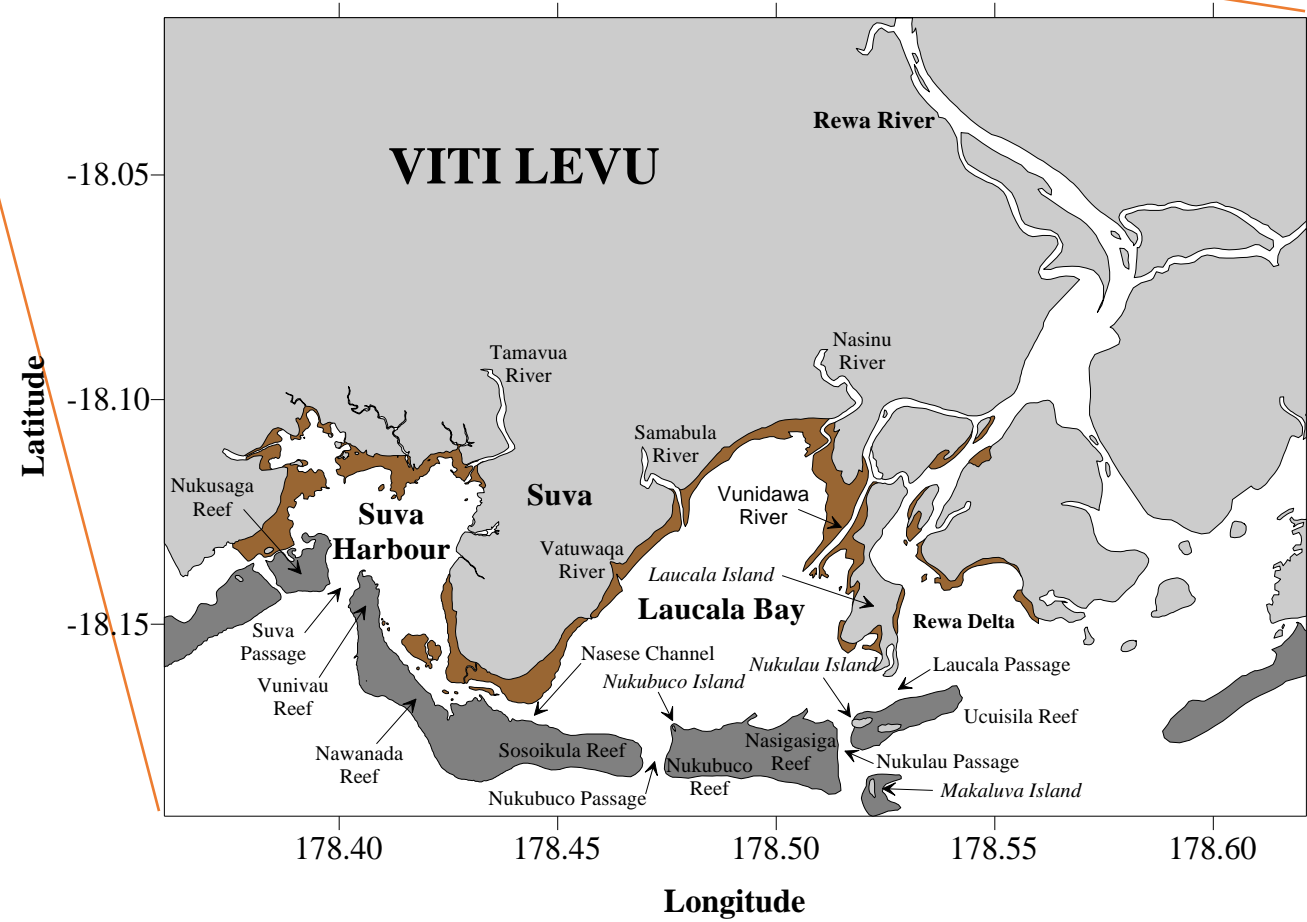 Rewa River
VITI LEVU
-18.05
Tamavua
River
Nasinu
River
Latitude
-18.10
Samabula
River
Nukusaga
Reef
Suva
Vunidawa
River
Suva
Harbour
Vatuwaqa
River
Laucala Island
Laucala Bay
-18.15
Rewa Delta
Suva
Passage
Nasese Channel
Nukulau Island
Laucala Passage
Vunivau
Reef
Nukubuco Island
Ucuisila Reef
Nawanada
Reef
Sosoikula Reef
Nasigasiga
Reef
Nukubuco
Reef
Nukulau Passage
Nukubuco Passage
Makaluva Island
178.40
178.45
178.50
178.55
178.60
Longitude